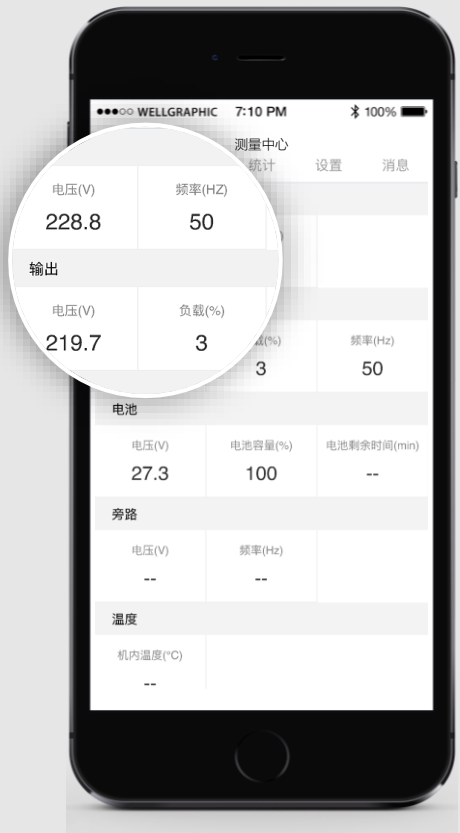 WELLGRAPHIC 7:10 PM 100%
测量中心
统计 设置 消息
电压(V) 频率(HZ)
228.8 50
输出
电压(V) 负载(%)
219.7 3
载(%) 频率(Hz)
3 50
电池
电压(V) 电池容量(%) 电池剩余时间(min)
27.3 100 --
旁路
电压(V) 频率(Hz)
-- --
温度
机内温度(°C)
--